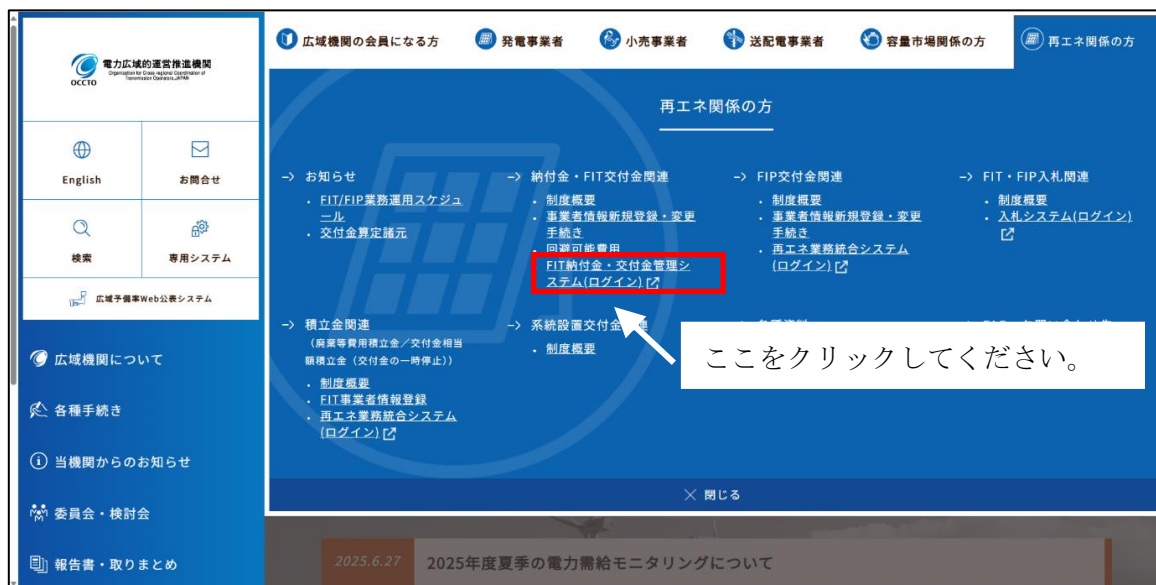 電力広域的運営推進機関
Organization for Cross-regional Coordination of
Transmission Operators, JAPAN
OCCTO
English
お問合せ
検索
専用システム
広域予備率Web公表システム
広域機関について
各種手続き
当機関からのお知らせ
委員会・検討会
報告書・取りまとめ
広域機関の会員になる方
発電事業者
小売事業者
送配電事業者
容量市場関係の方
再エネ関係の方
再エネ関係の方
-> お知らせ
・FIT/FIP業務運用スケジュ
ール
・交付金算定諸元
-> 納付金・FIT交付金関連
・制度概要
・事業者情報新規登録・変更
手続き
・回避可能費用
FIT納付金・交付金管理シ
ステム(ログイン)
-> FIP交付金関連
・制度概要
・事業者情報新規登録・変更
手続き
・再エネ業務統合システム
(ログイン)
-> FIT・FIP入札関連
・制度概要
・入札システム(ログイン)
-> 積立金関連
(廃棄等費用積立金/交付金相当
額積立金(交付金の一時停止))
・制度概要
・FIT事業者情報登録
・再エネ業務統合システム
(ログイン)
-> 系統設置交付金
・制度概要
ここをクリックしてください。
× 閉じる
2025.6.27
2025年度夏季の電力需給モニタリングについて